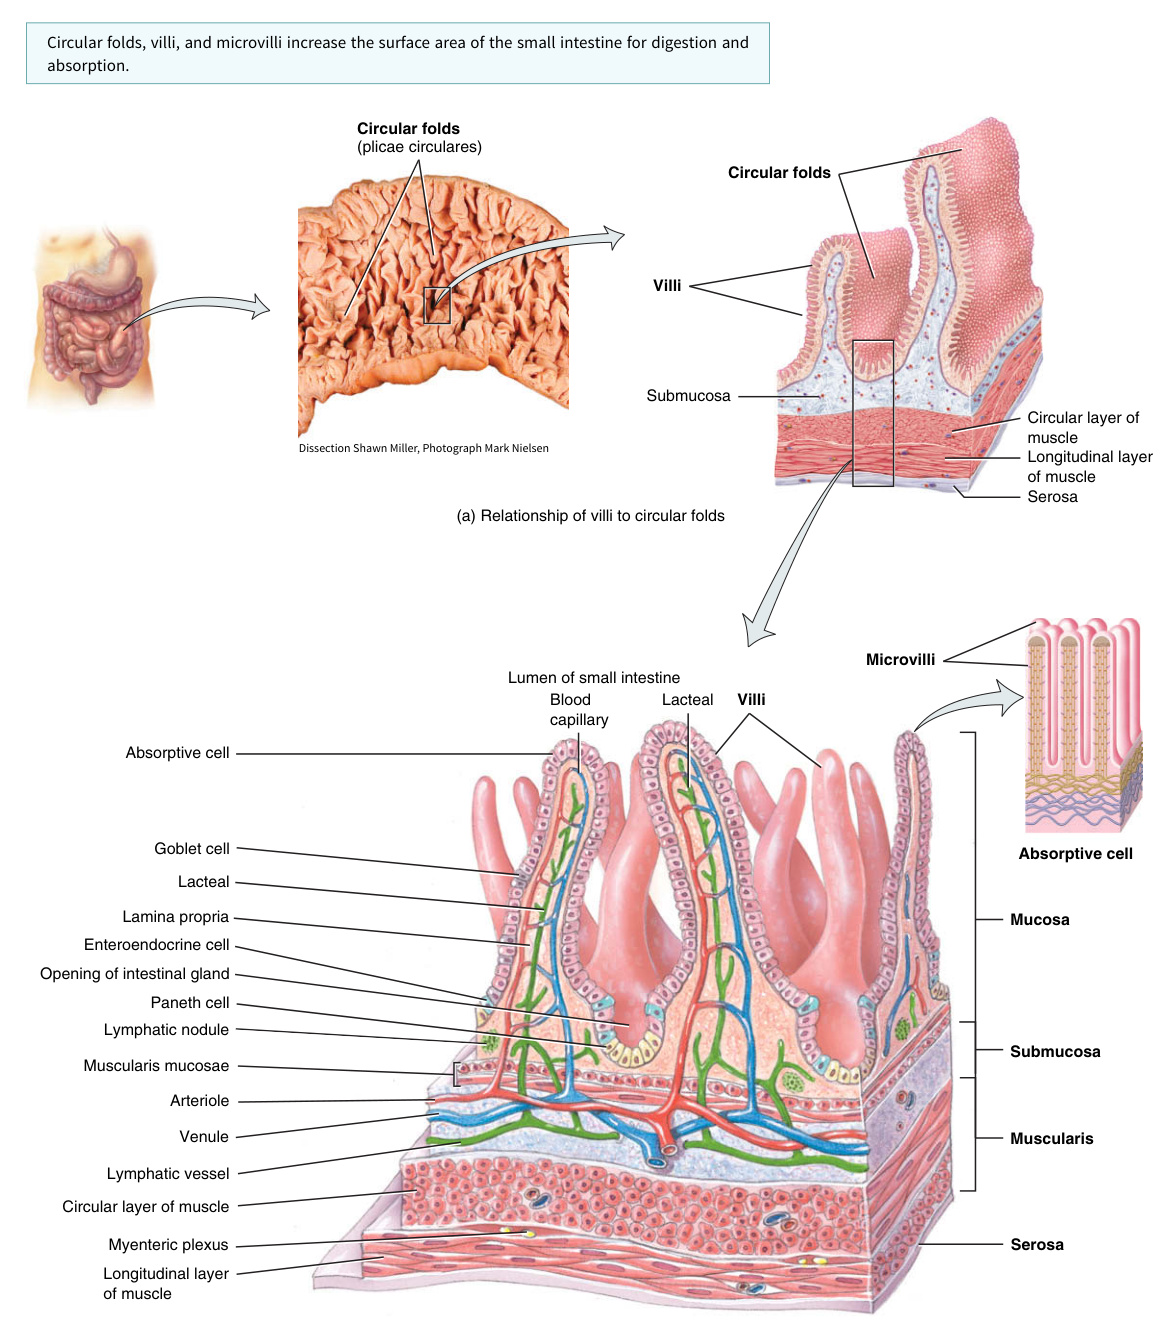 Circular folds, villi, and microvilli increase the surface area of the small intestine for digestion and
absorption.
Circular folds
(plicae circulares)
Circular folds
Villi
Submucosa
Circular layer of
muscle
Longitudinal layer
of muscle
Serosa
Dissection Shawn Miller, Photograph Mark Nielsen
(a) Relationship of villi to circular folds
Microvilli
Absorptive cell
Lumen of small intestine
Blood
capillary
Lacteal
Villi
Absorptive cell
Goblet cell
Lacteal
Lamina propria
Enteroendocrine cell
Opening of intestinal gland
Paneth cell
Lymphatic nodule
Muscularis mucosae
Arteriole
Venule
Lymphatic vessel
Circular layer of muscle
Myenteric plexus
Longitudinal layer
of muscle
Mucosa
Submucosa
Muscularis
Serosa